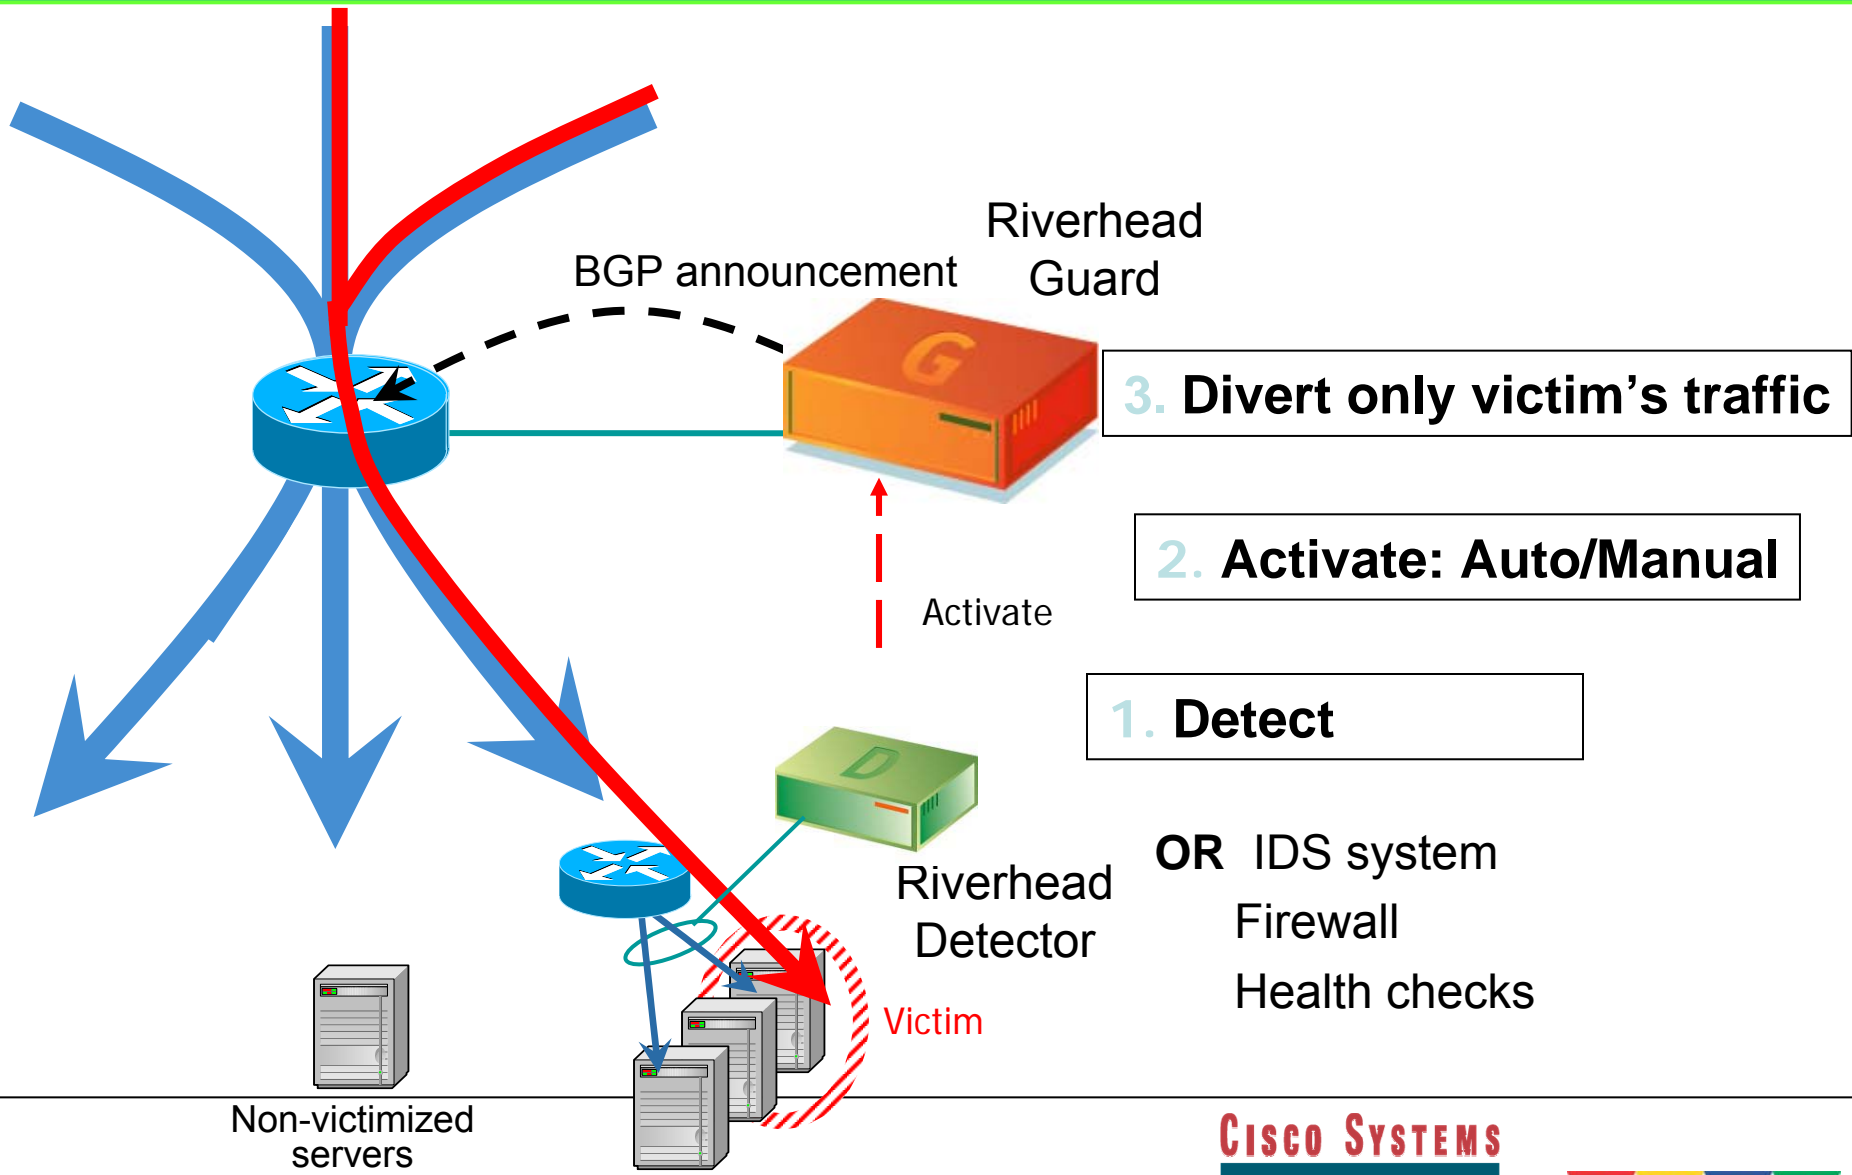 Riverhead
Guard
BGP announcement
G
3. Divert only victim’s traffic
2. Activate: Auto/Manual
Activate
1. Detect
D
Riverhead
Detector
OR IDS system
Firewall
Health checks
Victim
Non-victimized
servers
CISCO SYSTEMS